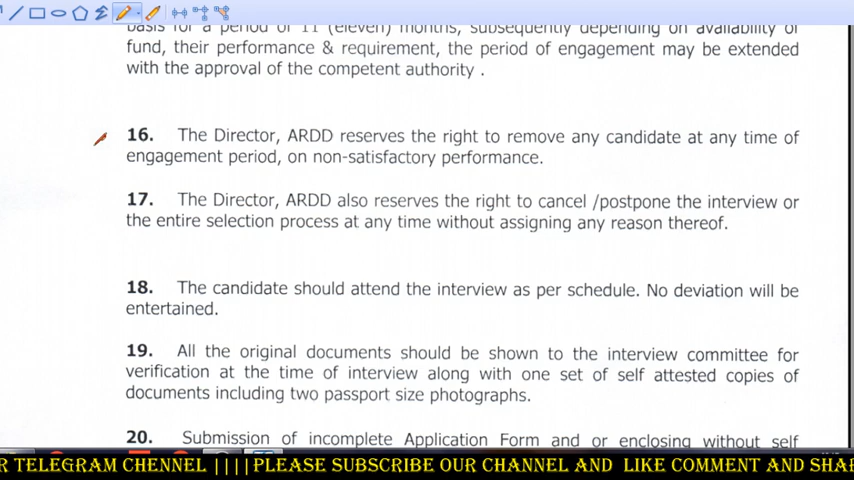 basis for a period of 11 (eleven) months, subsequently depending on availability of
fund, their performance & requirement, the period of engagement may be extended
with the approval of the competent authority .
16. The Director, ARDD reserves the right to remove any candidate at any time of
engagement period, on non-satisfactory performance.
17. The Director, ARDD also reserves the right to cancel /postpone the interview or
the entire selection process at any time without assigning any reason thereof.
18. The candidate should attend the interview as per schedule. No deviation will be
entertained.
19. All the original documents should be shown to the interview committee for
verification at the time of interview along with one set of self attested copies of
documents including two passport size photographs.
20. Submission of incomplete Application Form and or enclosing without self
R TELEGRAM CHENNEL ||||PLEASE SUBSCRIBE OUR CHANNEL AND LIKE COMMENT AND SHA